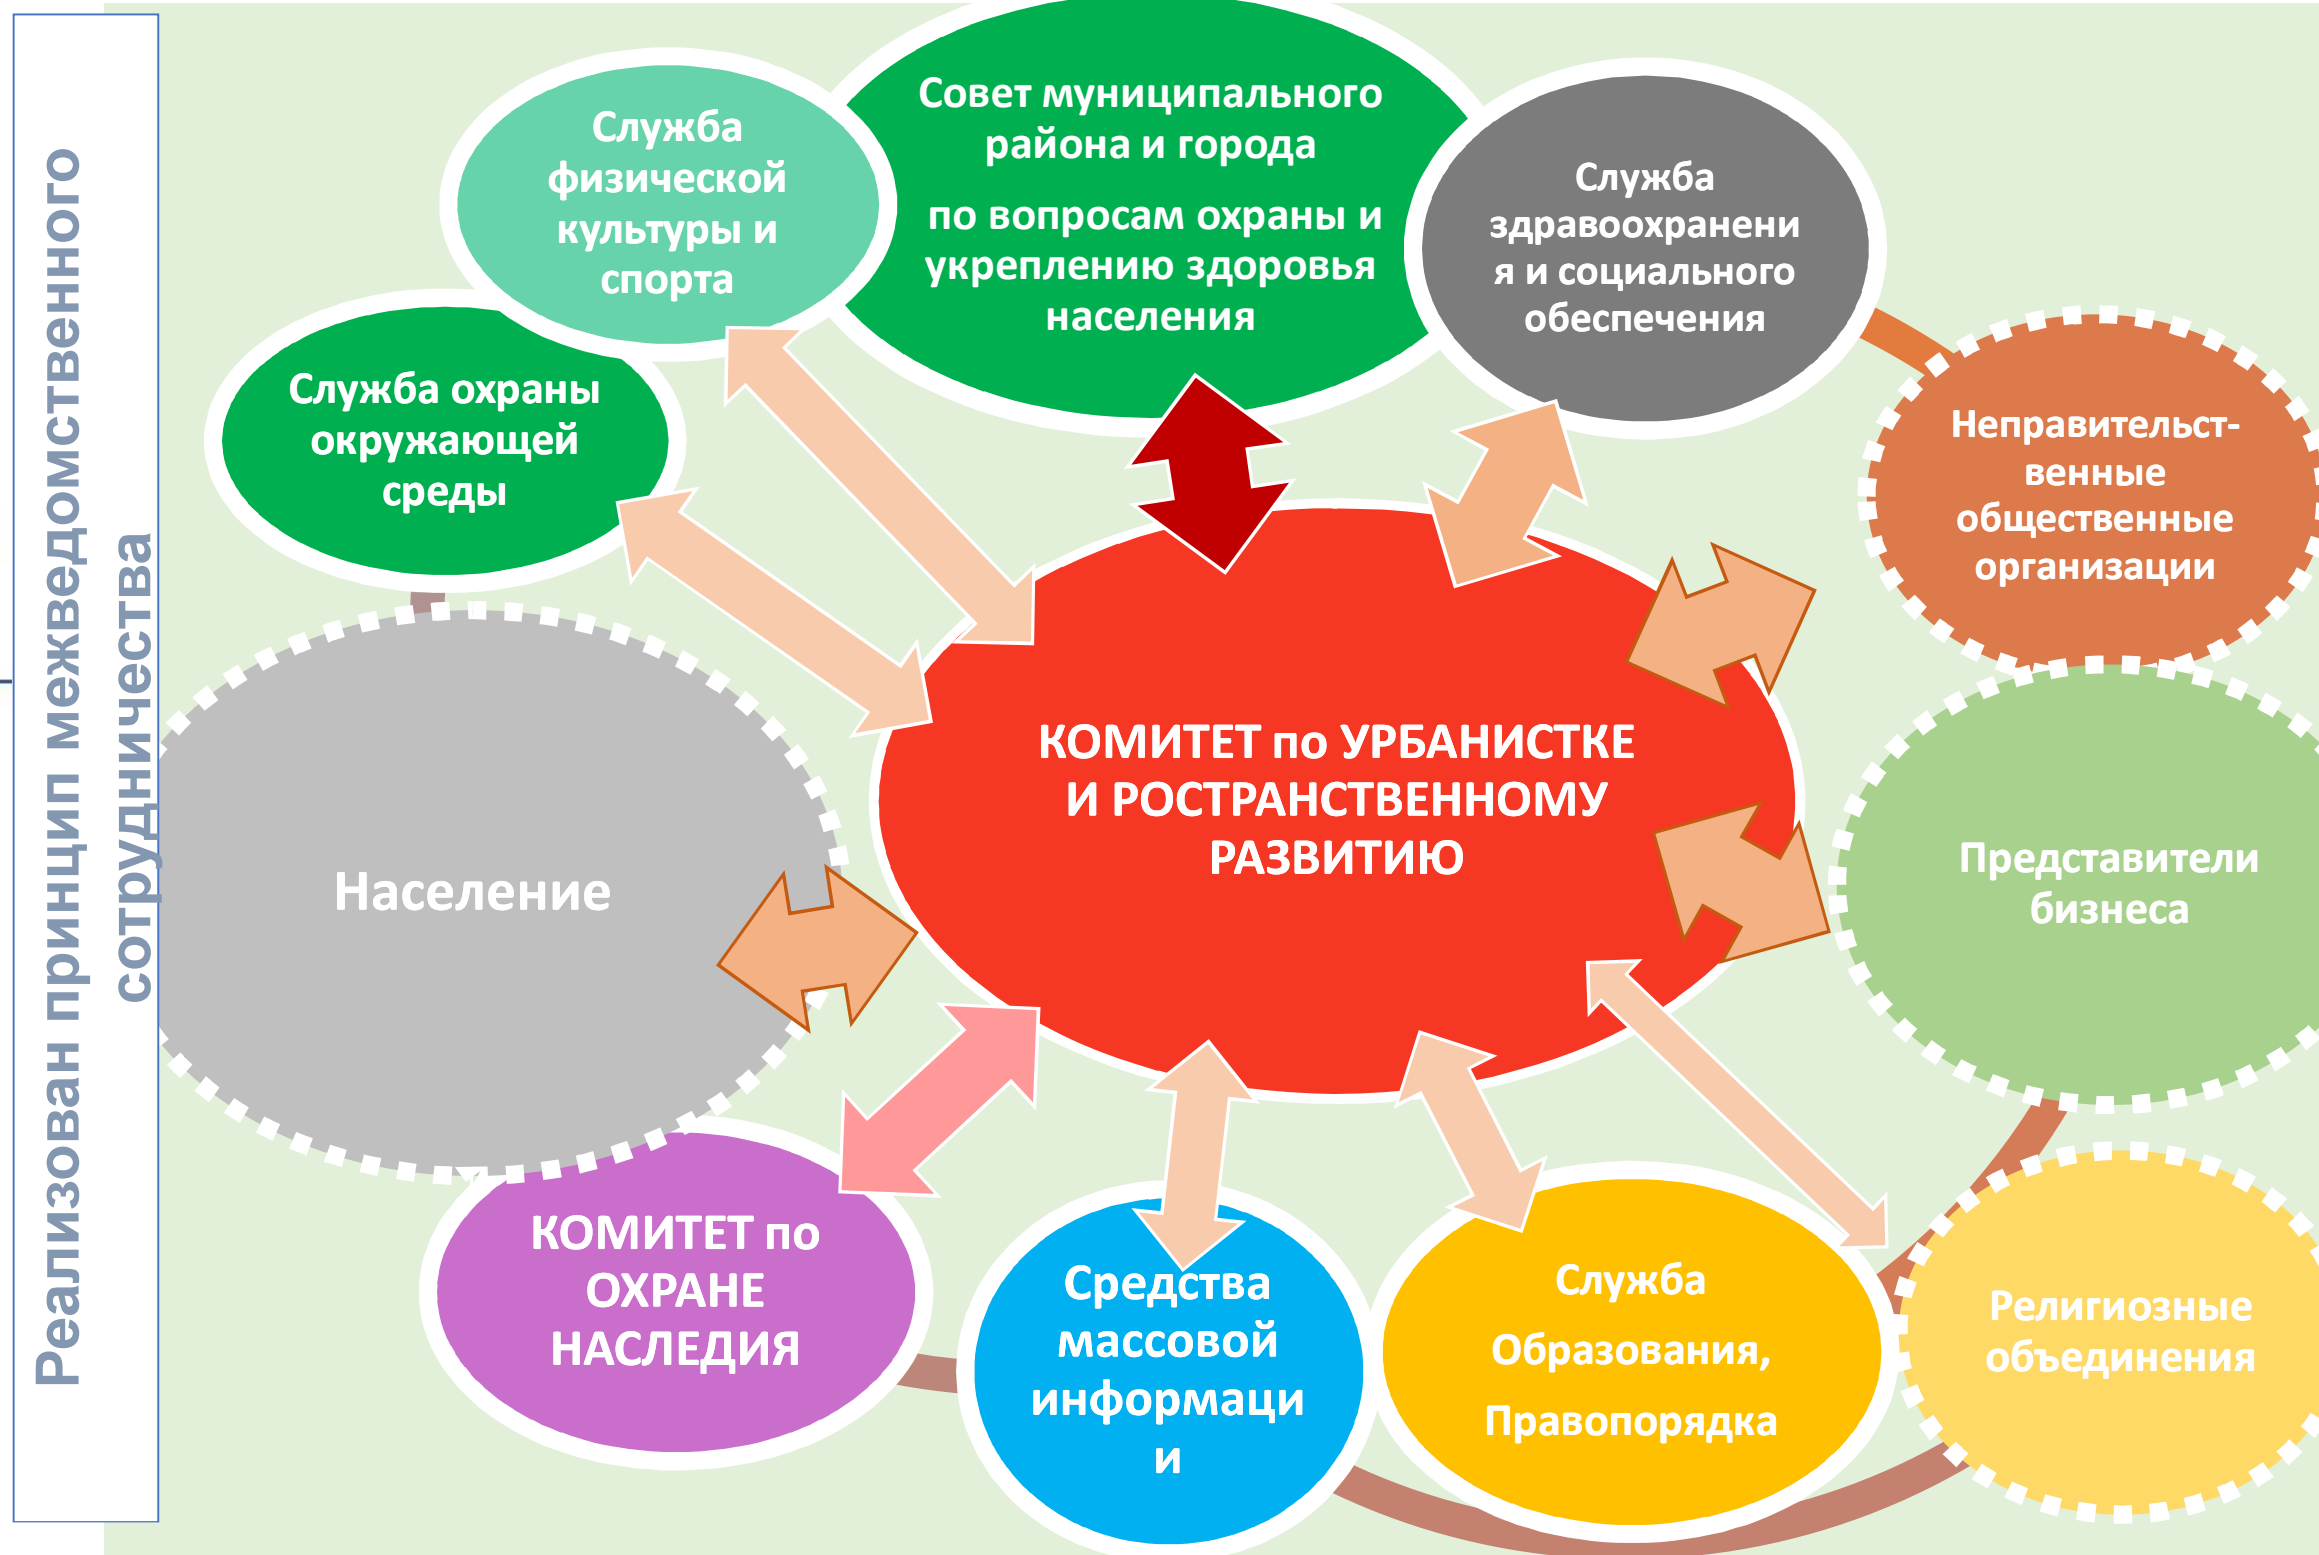 Реализован принцип межведомственного
сотрудничества
Служба
физической
культуры и
спорта
Совет муниципального
района и города
по вопросам охраны и
укреплению здоровья
населения
Служба
здравоохранени
я и социального
обеспечения
Служба охраны
окружающей
среды
Неправительст-
венные
общественные
организации
КОМИТЕТ по УРБАНИСТКЕ
И РОСТРАНСТВЕННОМУ
РАЗВИТИЮ
Население
Представители
бизнеса
КОМИТЕТ по
ОХРАНЕ
НАСЛЕДИЯ
Средства
массовой
информаци
и
Служба
Образования,
Правопорядка
Религиозные
объединения